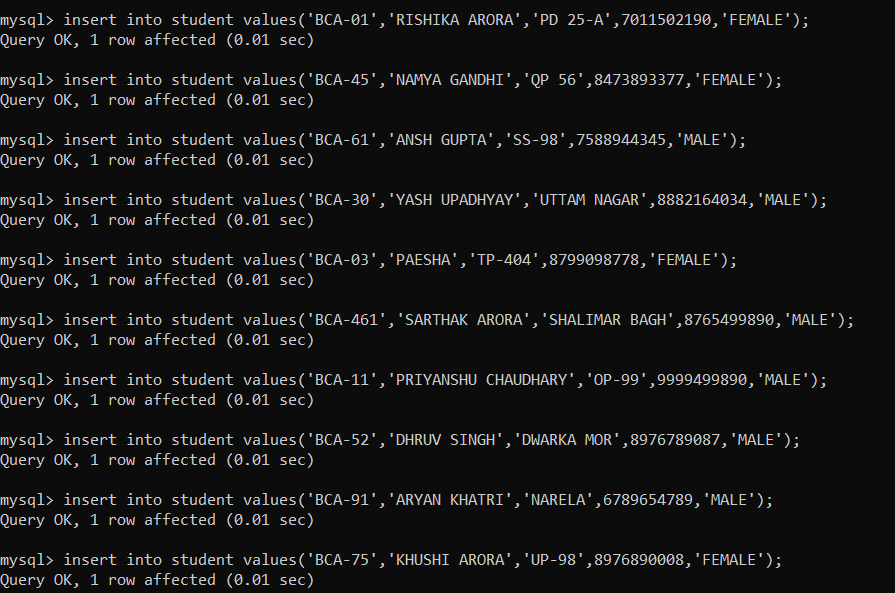 mysql> insert into student values('BCA-01','RISHIKA ARORA','PD 25-A',7011502190,'FEMALE');
Query OK, 1 row affected (0.01 sec)
mysql> insert into student values('BCA-45','NAMYA GANDHI','QP 56',8473893377,'FEMALE');
Query OK, 1 row affected (0.01 sec)
mysql> insert into student values('BCA-61','ANSH GUPTA','SS-98',7588944345,'MALE');
Query OK, 1 row affected (0.01 sec)
mysql> insert into student values('BCA-30','YASH UPADHYAY','UTTAM NAGAR',8882164034,'MALE');
Query OK, 1 row affected (0.01 sec)
mysql> insert into student values('BCA-03','PAESHA','TP-404',8799098778,'FEMALE');
Query OK, 1 row affected (0.01 sec)
mysql> insert into student values('BCA-461','SARTHAK ARORA','SHALIMAR BAGH',8765499890,'MALE');
Query OK, 1 row affected (0.01 sec)
mysql> insert into student values('BCA-11','PRIYANSHU CHAUDHARY','OP-99',9999499890,'MALE');
Query OK, 1 row affected (0.01 sec)
mysql> insert into student values('BCA-52','DHRUV SINGH','DWARKA MOR',8976789087,'MALE');
Query OK, 1 row affected (0.01 sec)
mysql> insert into student values('BCA-91','ARYAN KHATRI','NARELA',6789654789,'MALE');
Query OK, 1 row affected (0.01 sec)
mysql> insert into student values('BCA-75','KHUSHI ARORA','UP-98',8976890008,'FEMALE');
Query OK, 1 row affected (0.01 sec)